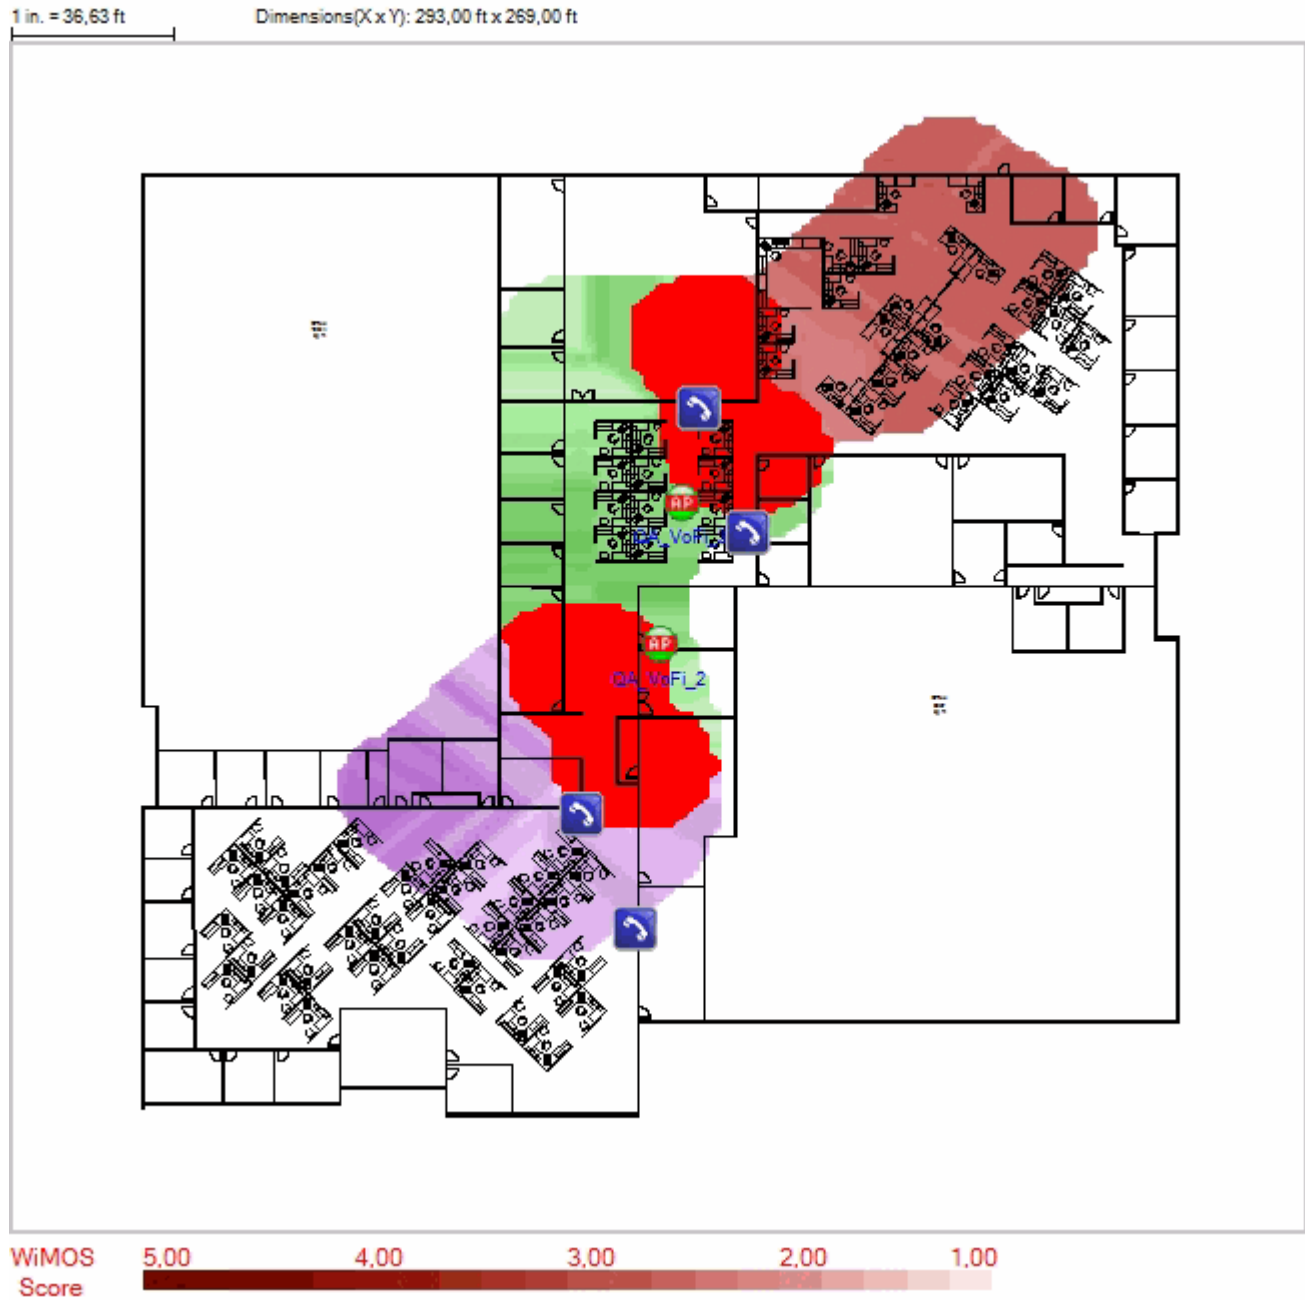 1 in. = 36,63 ft Dimensions(X x Y): 293,00 ft x 269,00 ft
AP
AP
QA_VoFi_2
WiMOS 5,00 4,00 3,00 2,00 1,00
Score